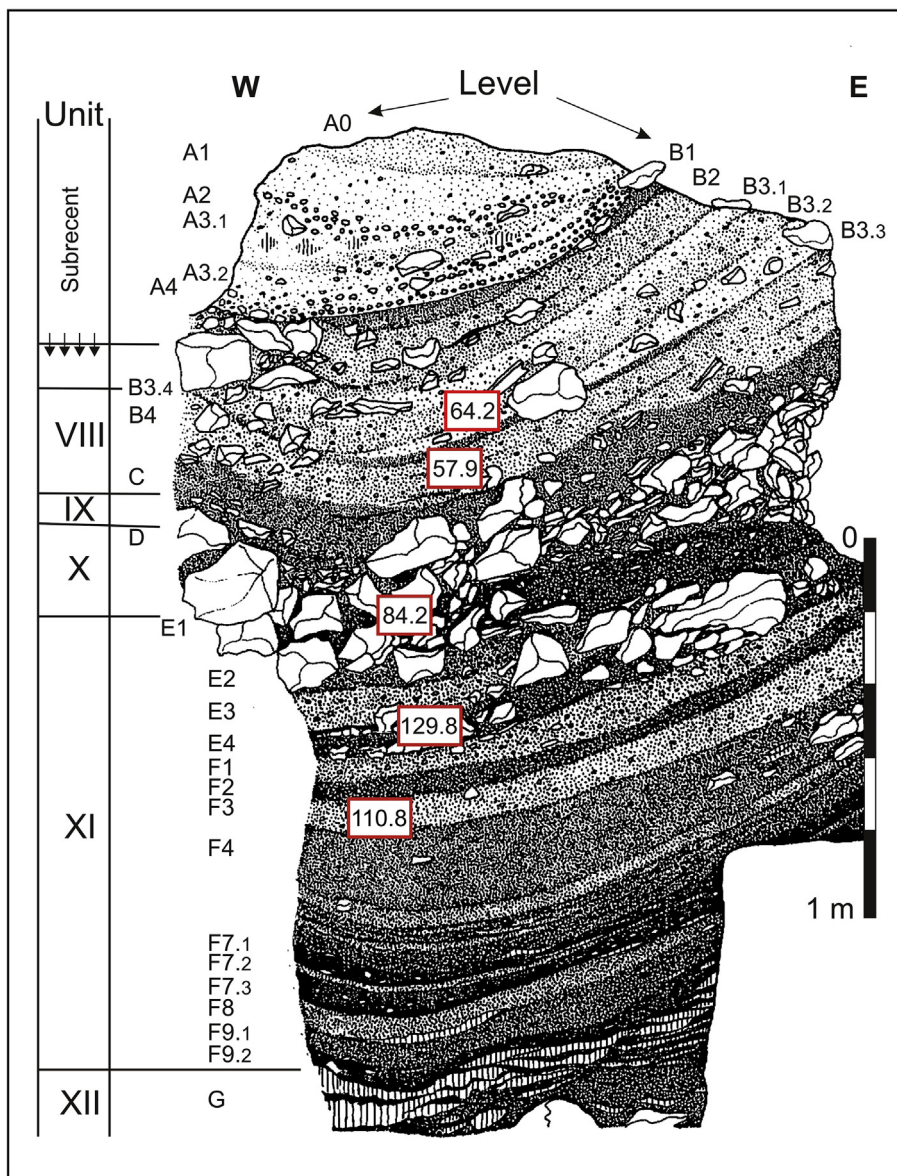 W
Level
E
Unit
A0
A1
B1
B2
A2
B3.1
A3.1
B3.2
B3.3
Subrecent
A3.2
A4
B3.4
B4
64.2
VIII
57.9
C
IX
D
0
X
84.2
E1
E2
E3
129.8
E4
F1
F2
F3
110.8
XI
F4
1 m
F7.1
F7.2
F7.3
F8
F9.1
F9.2
XII
G